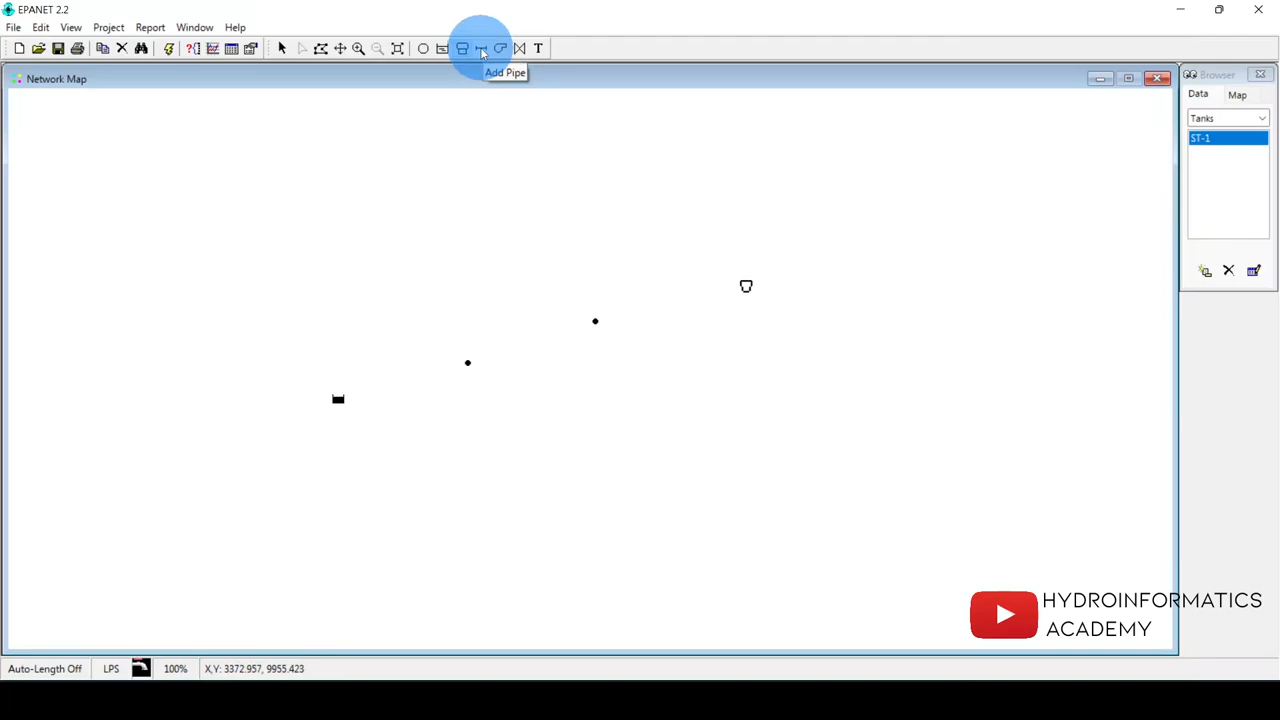 EPANET 2.2
File Edit View Project Report Window Help
T
Add Pipe
Network Map
Browser
Data Map
Tanks
ST-1
HYDROINFORMATICS
ACADEMY
Auto-Length Off LPS 100% X,Y: 3372.957, 9955.423